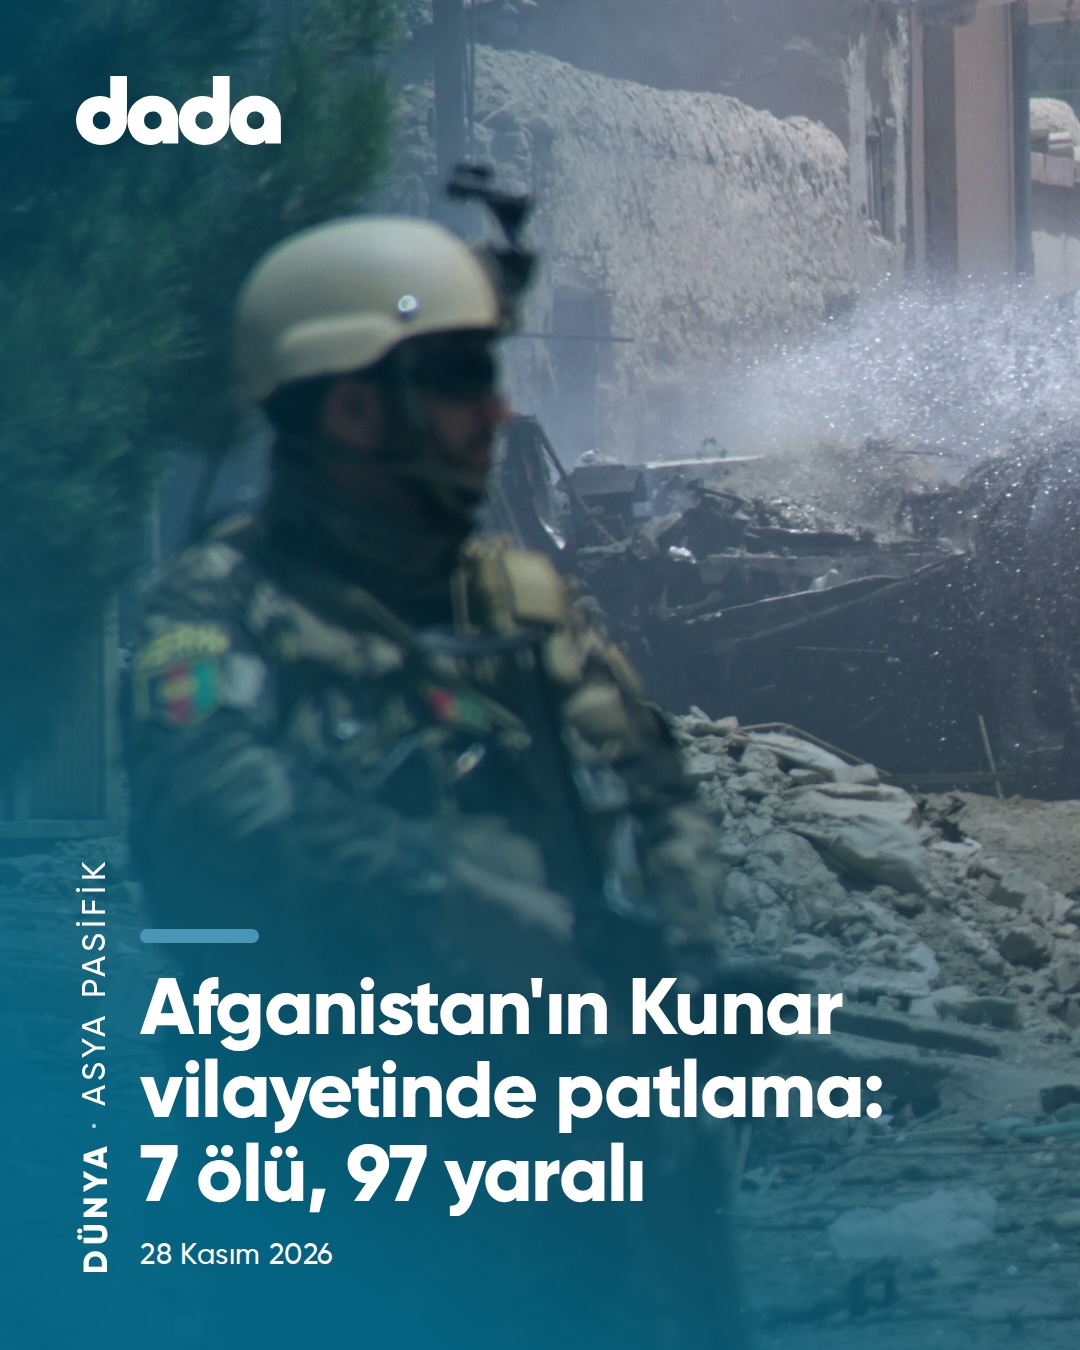 dada
DÜNYA · ASYA PASİFİK
Afganistan'ın Kunar
vilayetinde patlama:
7 ölü, 97 yaralı
28 Kasım 2026